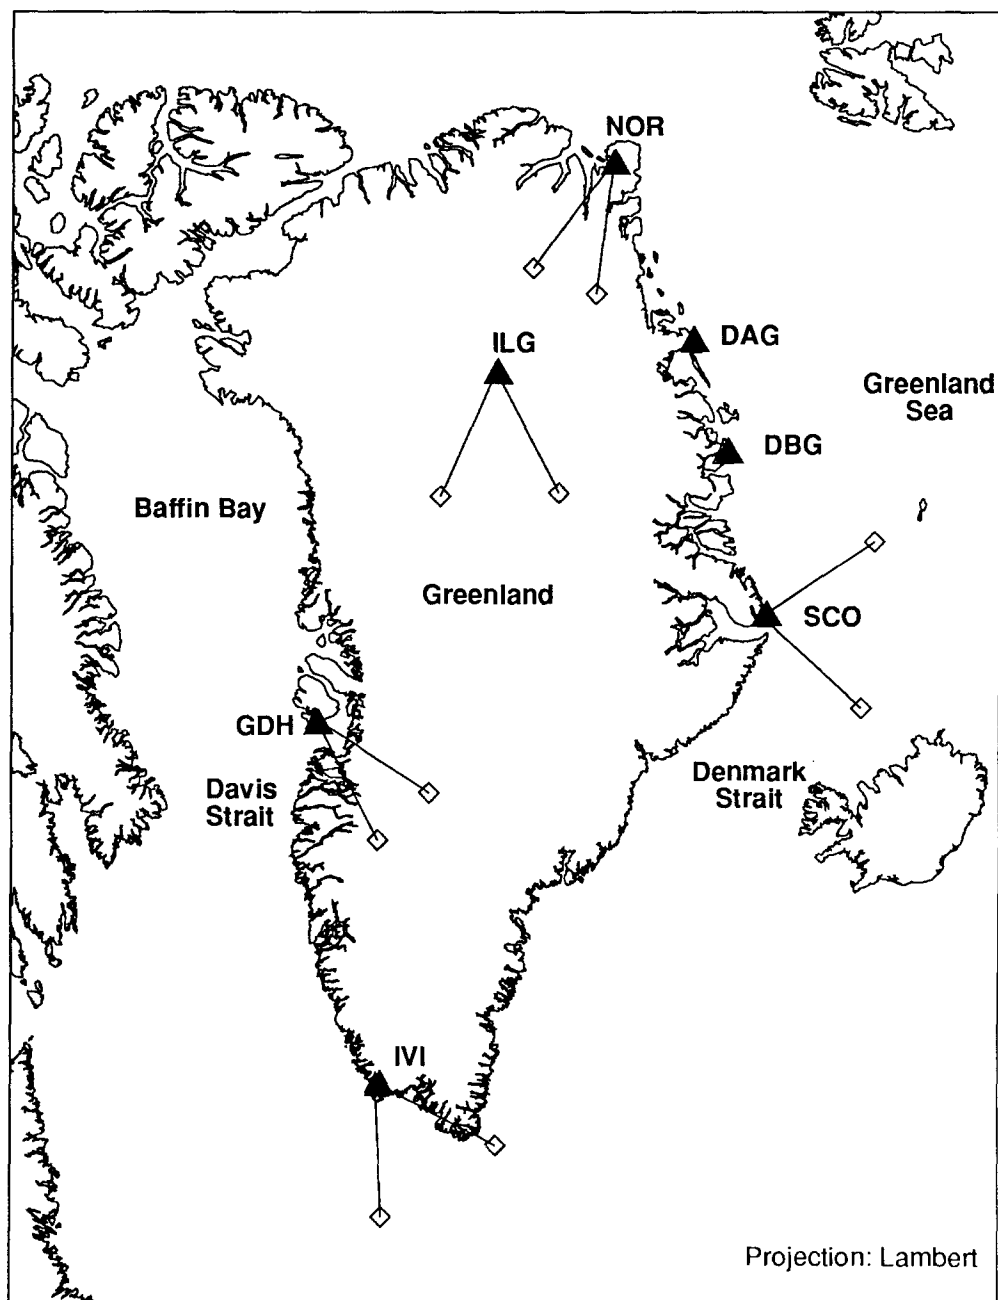 NOR
DAG
ILG
Greenland
Sea
DBG
Baffin Bay
Greenland
SCO
GDH
Denmark
Strait
Davis
Strait
IVI
Projection: Lambert